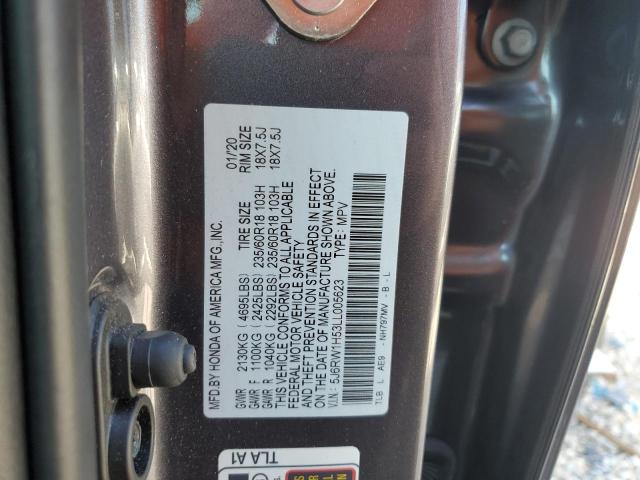 MFD.BY HONDA OF AMERICA MFG.,INC. 01/20
GVWR 2130KG (4695LBS) TIRE SIZE RIM SIZE
GAWR F 1100KG (2425LBS) 235/60R18 103H 18X7.5J
GAWR R 1040KG (2292LBS) 235/60R18 103H 18X7.5J
THIS VEHICLE CONFORMS TO ALL APPLICABLE
FEDERAL MOTOR VEHICLE SAFETY
AND THEFT PREVENTION STANDARDS IN EFFECT
ON THE DATE OF MANUFACTURE SHOWN ABOVE.
V.I.N: 5J6RW1H53LL005623 TYPE: MPV
TLB L AE9 - NH797MV - B - L
TLA A1